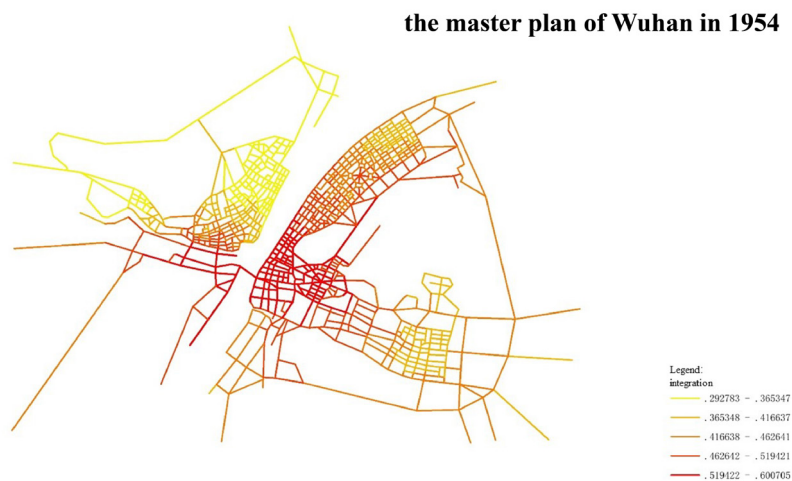 the master plan of Wuhan in 1954
Legend:
integration
.292783 - .365347
.365348 - .416637
.416638 - .462641
.462642 - .519421
.519422 - .600705